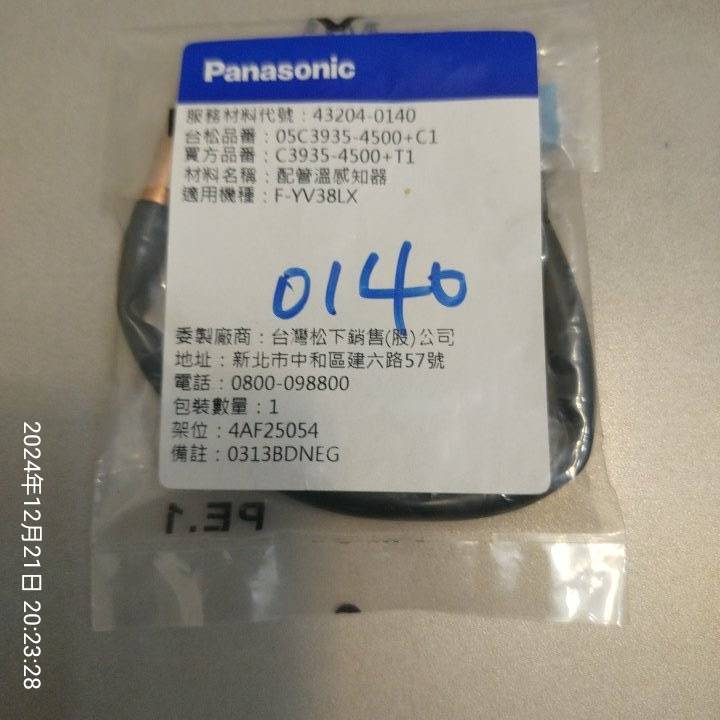 Panasonic
服務材料代號：43204-0140
台松品番：05C3935-4500+C1
買方品番：C3935-4500+T1
材料名稱：配管溫感知器
適用機種：F-YV38LX
0140
委製廠商：台灣松下銷售(股)公司
地址：新北市中和區建六路57號
電話：0800-098800
包裝數量：1
架位：4AF25054
備註：0313BDNEG
PE.1
2024年12月21日 20:23:28